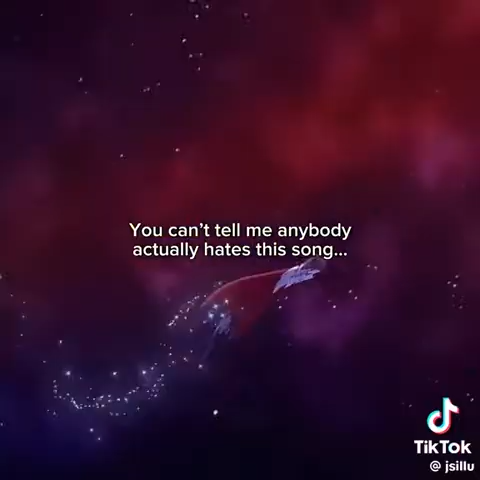 You can’t tell me anybody
actually hates this song...
TikTok
@ jsillu